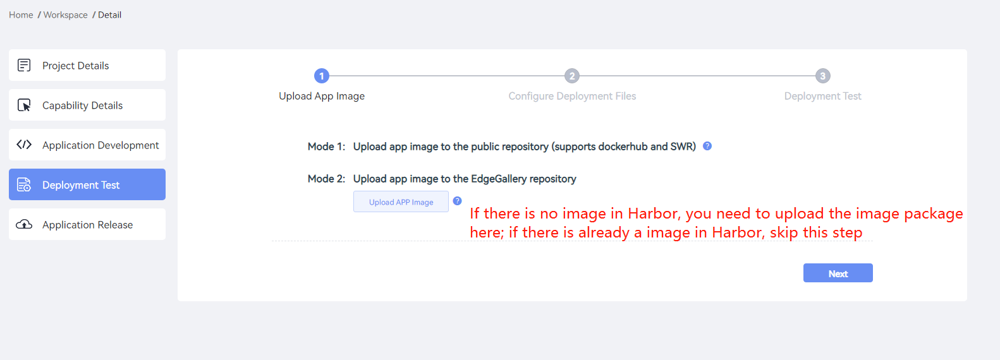 Home / Workspace / Detail
Project Details
Capability Details
Application Development
Deployment Test
Application Release
1
2
3
Upload App Image
Configure Deployment Files
Deployment Test
Mode 1: Upload app image to the public repository (supports dockerhub and SWR) ?
Mode 2: Upload app image to the EdgeGallery repository
Upload APP Image ?
If there is no image in Harbor, you need to upload the image package
here; if there is already a image in Harbor, skip this step
Next